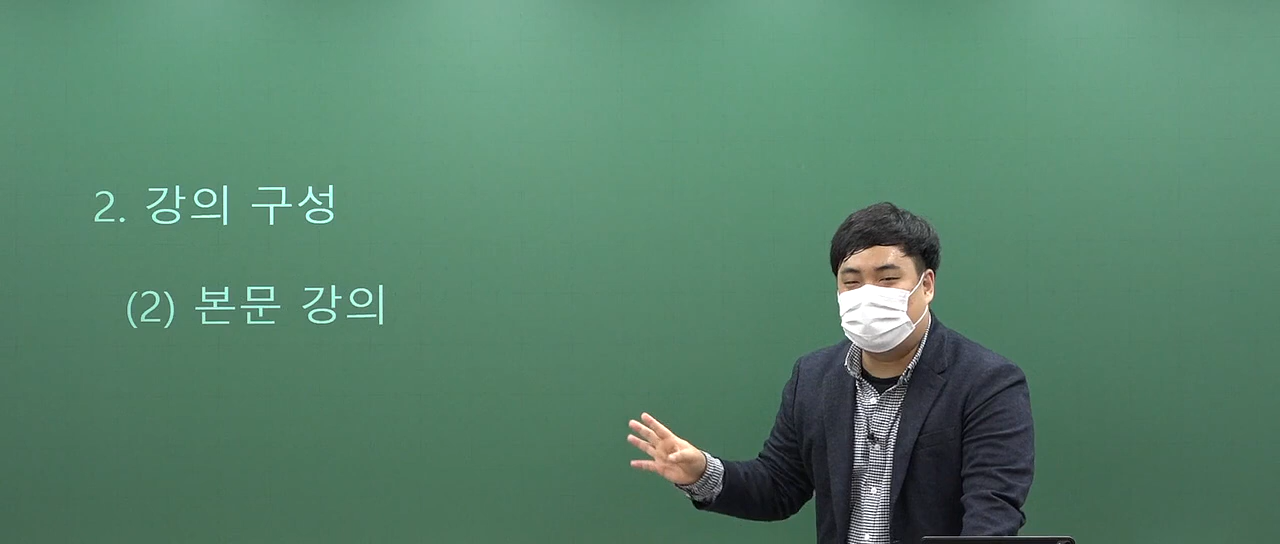 2. 강의 구성
(2) 본문 강의